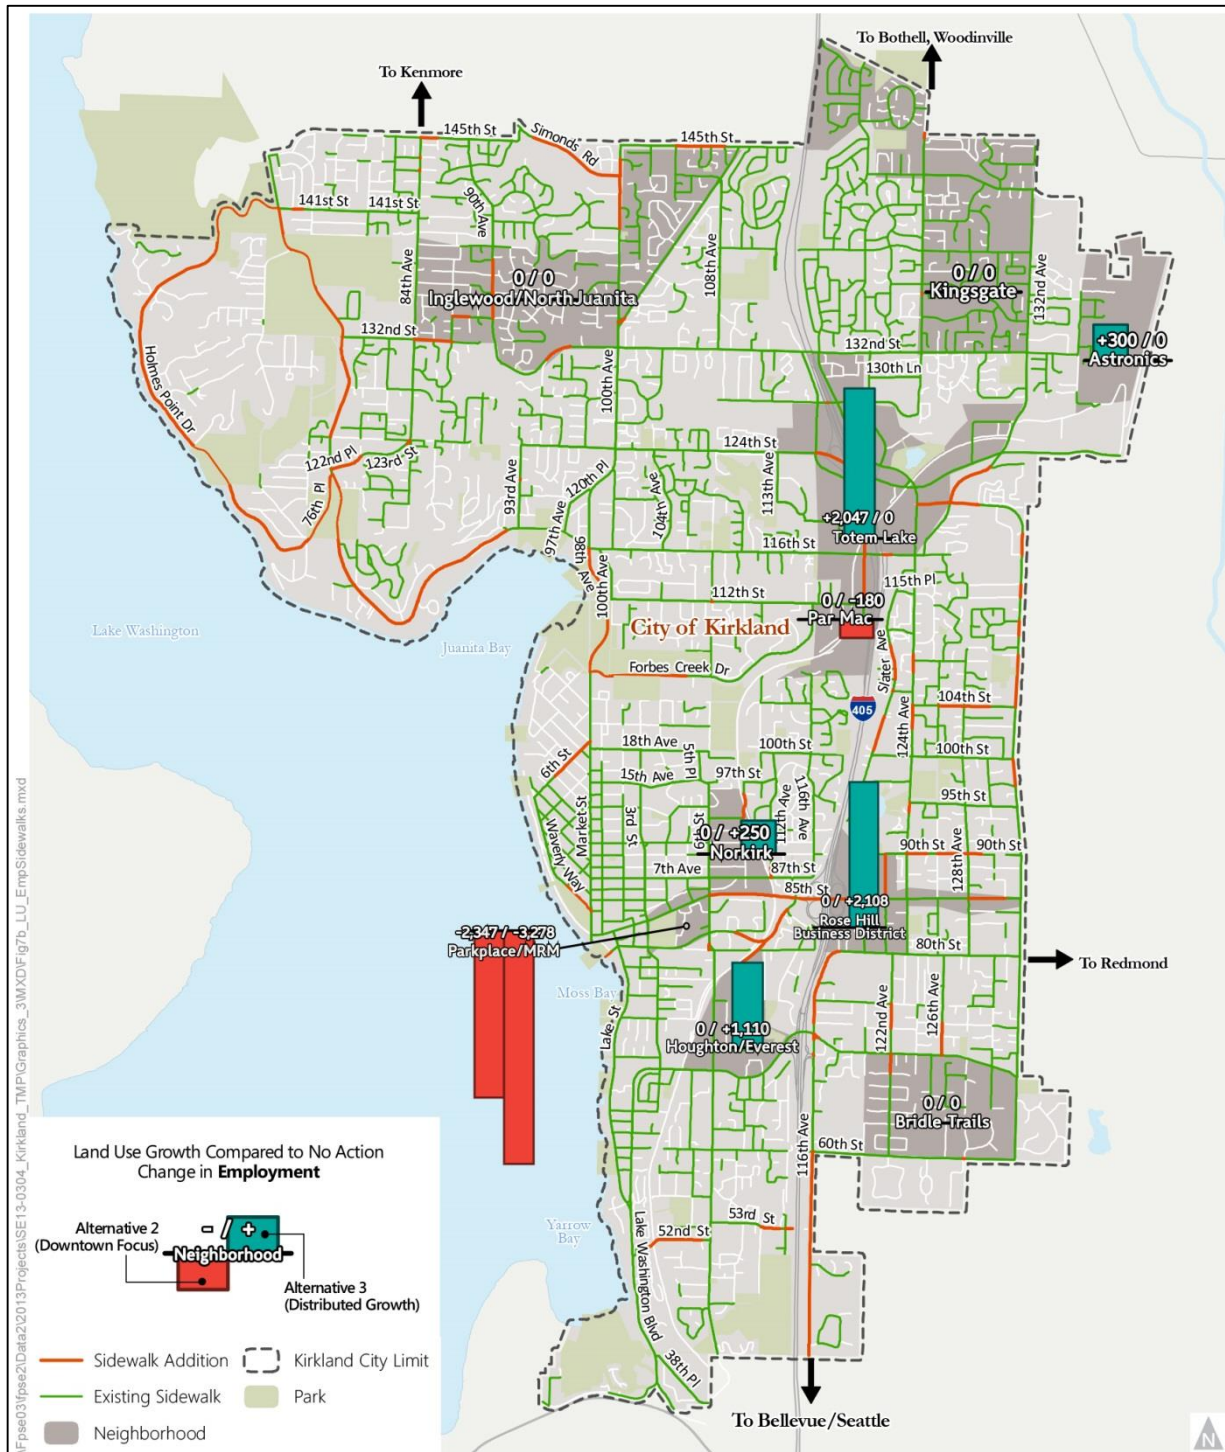 To Bothell, Woodinville
To Kenmore
145th St
Simonds Rd
145th St
141st St
141st St
90th Ave
84th Ave
108th Ave
0 / 0
Inglewood/NorthJuanita
0 / 0
Kingsgate
132nd Ave
+300 / 0
Astronics
132nd St
132nd St
130th Ln
Holmes Point Dr
100th Ave
122nd Pl
123rd St
76th Pl
93rd Ave
120th Pl
97th Ave
98th Ave
104th Ave
124th St
113th Ave
+2,047 / 0
Totem Lake
116th St
115th Pl
100th Ave
112th St
0 / -180
Par Mac
City of Kirkland
Lake Washington
Juanita Bay
Forbes Creek Dr
Slater Ave
405
124th Ave
104th St
18th Ave
5th Pl
100th St
100th St
6th St
15th Ave
97th St
116th Ave
112th Ave
95th St
Market St
3rd St
6th St
0 / +250
Norkirk
Waverly Way
7th Ave
87th St
85th St
90th St
90th St
128th Ave
0 / +2,108
Rose Hill
Business District
-2,347 / -3,278
Parkplace/MRM
80th St
To Redmond
Moss Bay
Lake St
0 / +1,110
Houghton/Everest
122nd Ave
126th Ave
0 / 0
Bridle Trails
116th Ave
60th St
Yarrow
Bay
Lake Washington Blvd
52nd St
53rd St
38th Pl
To Bellevue/Seattle
Land Use Growth Compared to No Action
Change in Employment
Alternative 2
(Downtown Focus)
- / +
Neighborhood
Alternative 3
(Distributed Growth)
Sidewalk Addition
Kirkland City Limit
Existing Sidewalk
Park
Neighborhood
\Fpse03\fpse2\Data2\2013Projects\SE13-0304_Kirkland_TMP\Graphics_3\MXD\Fig7b_LU_EmpSidewalks.mxd
N